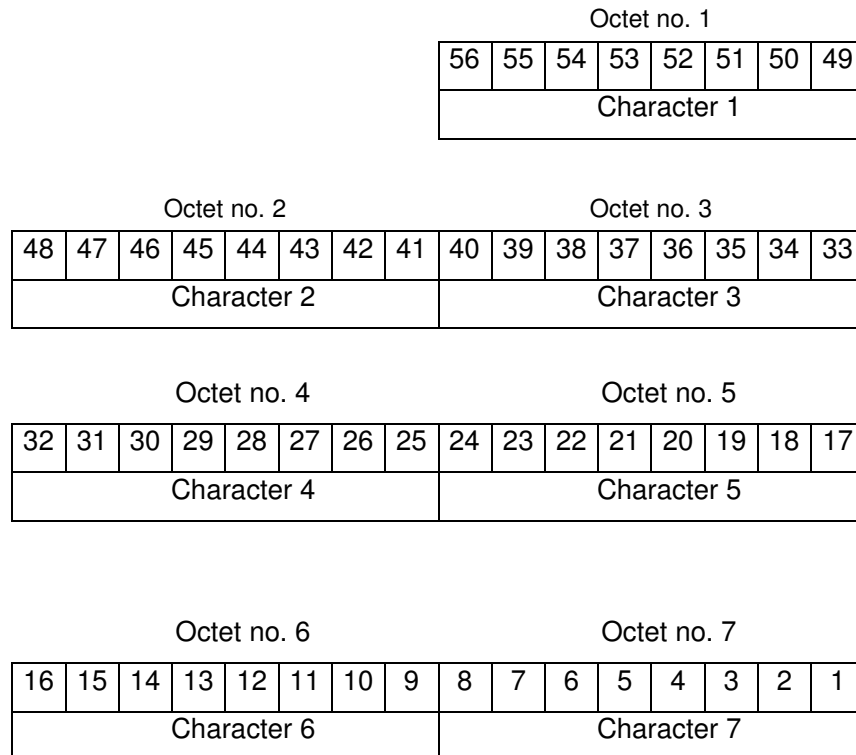 Octet no. 1
56 55 54 53 52 51 50 49
Character 1
Octet no. 2 Octet no. 3
48 47 46 45 44 43 42 41 40 39 38 37 36 35 34 33
Character 2 Character 3
Octet no. 4 Octet no. 5
32 31 30 29 28 27 26 25 24 23 22 21 20 19 18 17
Character 4 Character 5
Octet no. 6 Octet no. 7
16 15 14 13 12 11 10 9 8 7 6 5 4 3 2 1
Character 6 Character 7